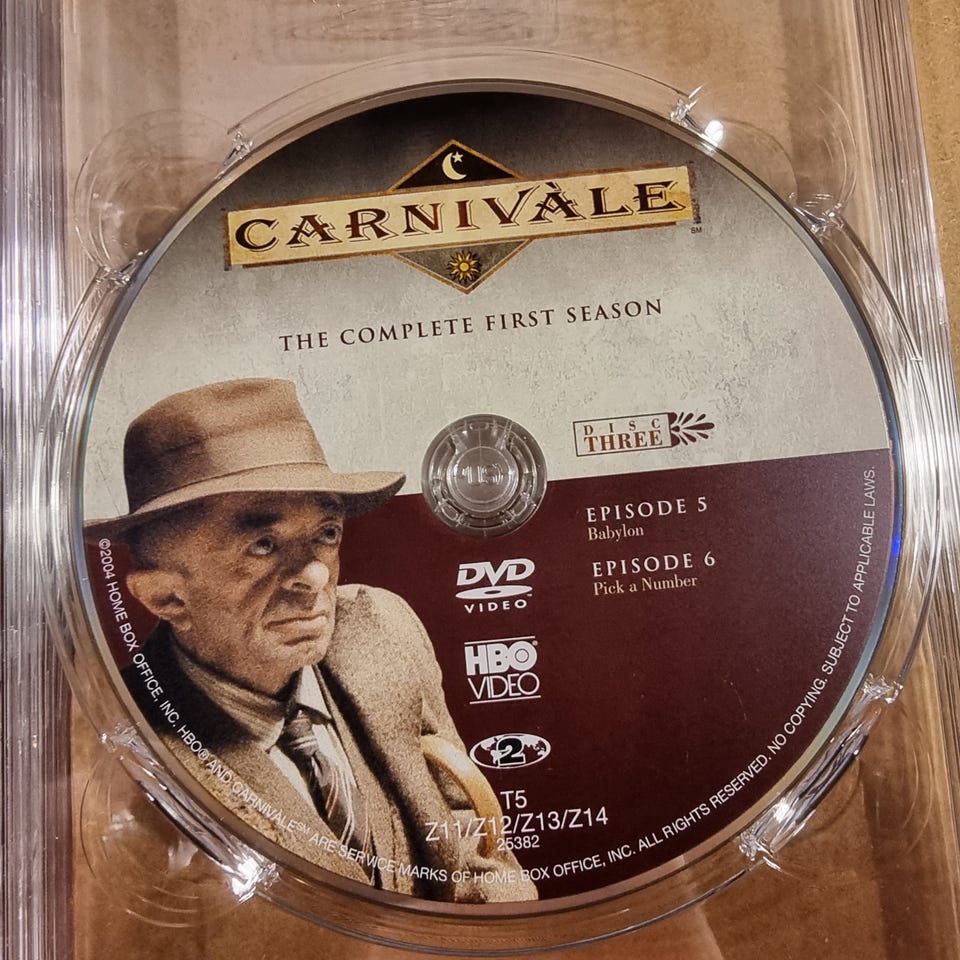 CARNIVÀLE
SM
THE COMPLETE FIRST SEASON
DISC
THREE
EPISODE 5
Babylon
EPISODE 6
Pick a Number
DVD
VIDEO
HBO®
VIDEO
2
T5
Z11/Z12/Z13/Z14
25382
©2004 HOME BOX OFFICE, INC. HBO® AND CARNIVALE℠ ARE SERVICE MARKS OF HOME BOX OFFICE, INC. ALL RIGHTS RESERVED. NO COPYING. SUBJECT TO APPLICABLE LAWS.